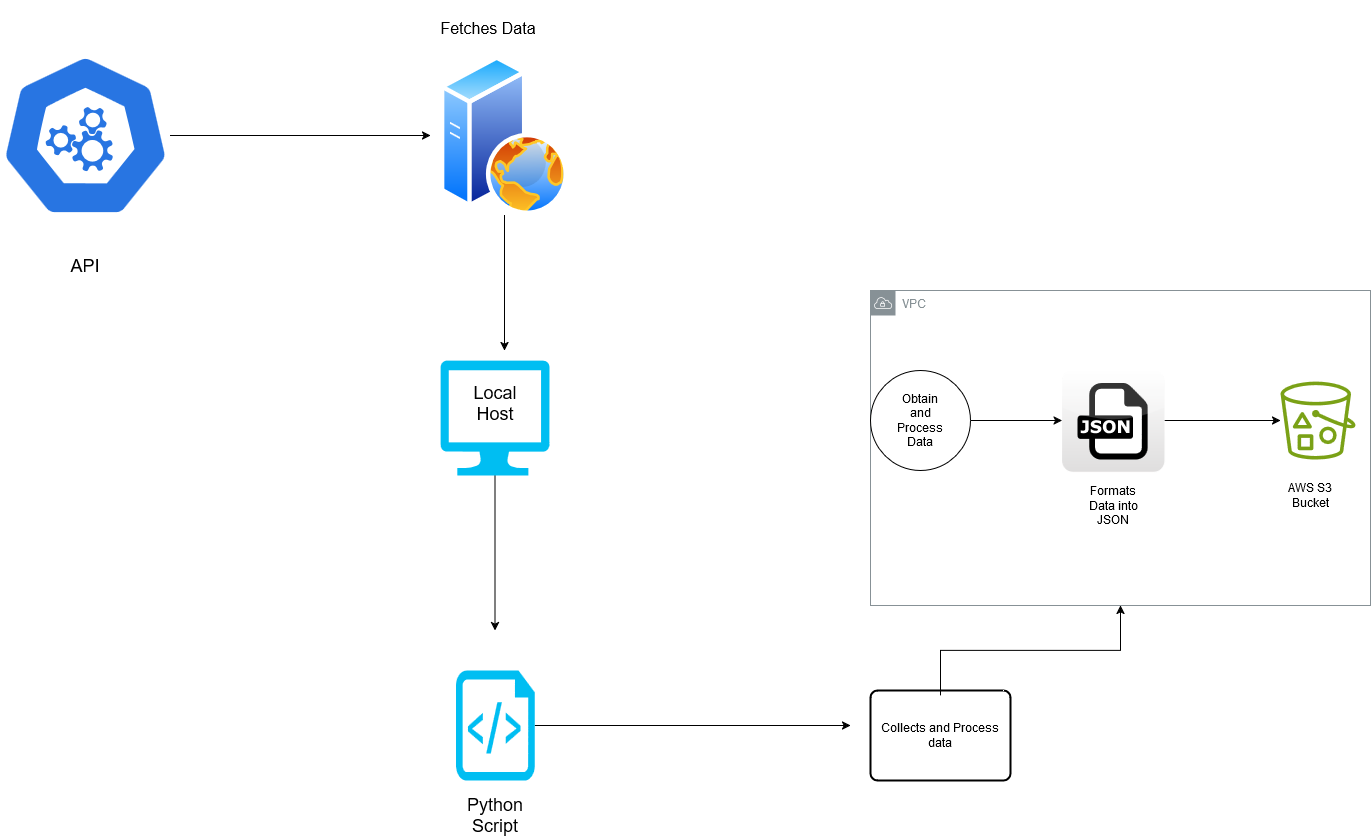 Fetches Data
API
Local
Host
VPC
Obtain
and
Process
Data
JSON
Formats
Data into
JSON
AWS S3
Bucket
Collects and Process
data
Python
Script